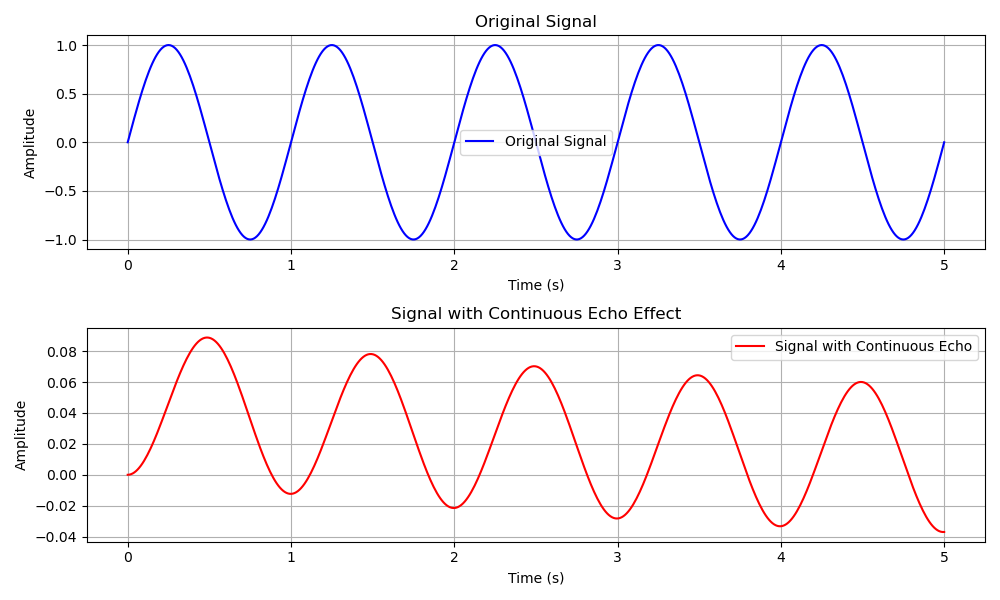 Original Signal
1.0
0.5
0.0
−0.5
−1.0
Amplitude
Original Signal
0 1 2 3 4 5
Time (s)
Signal with Continuous Echo Effect
0.08
0.06
0.04
0.02
0.00
−0.02
−0.04
Amplitude
Signal with Continuous Echo
0 1 2 3 4 5
Time (s)